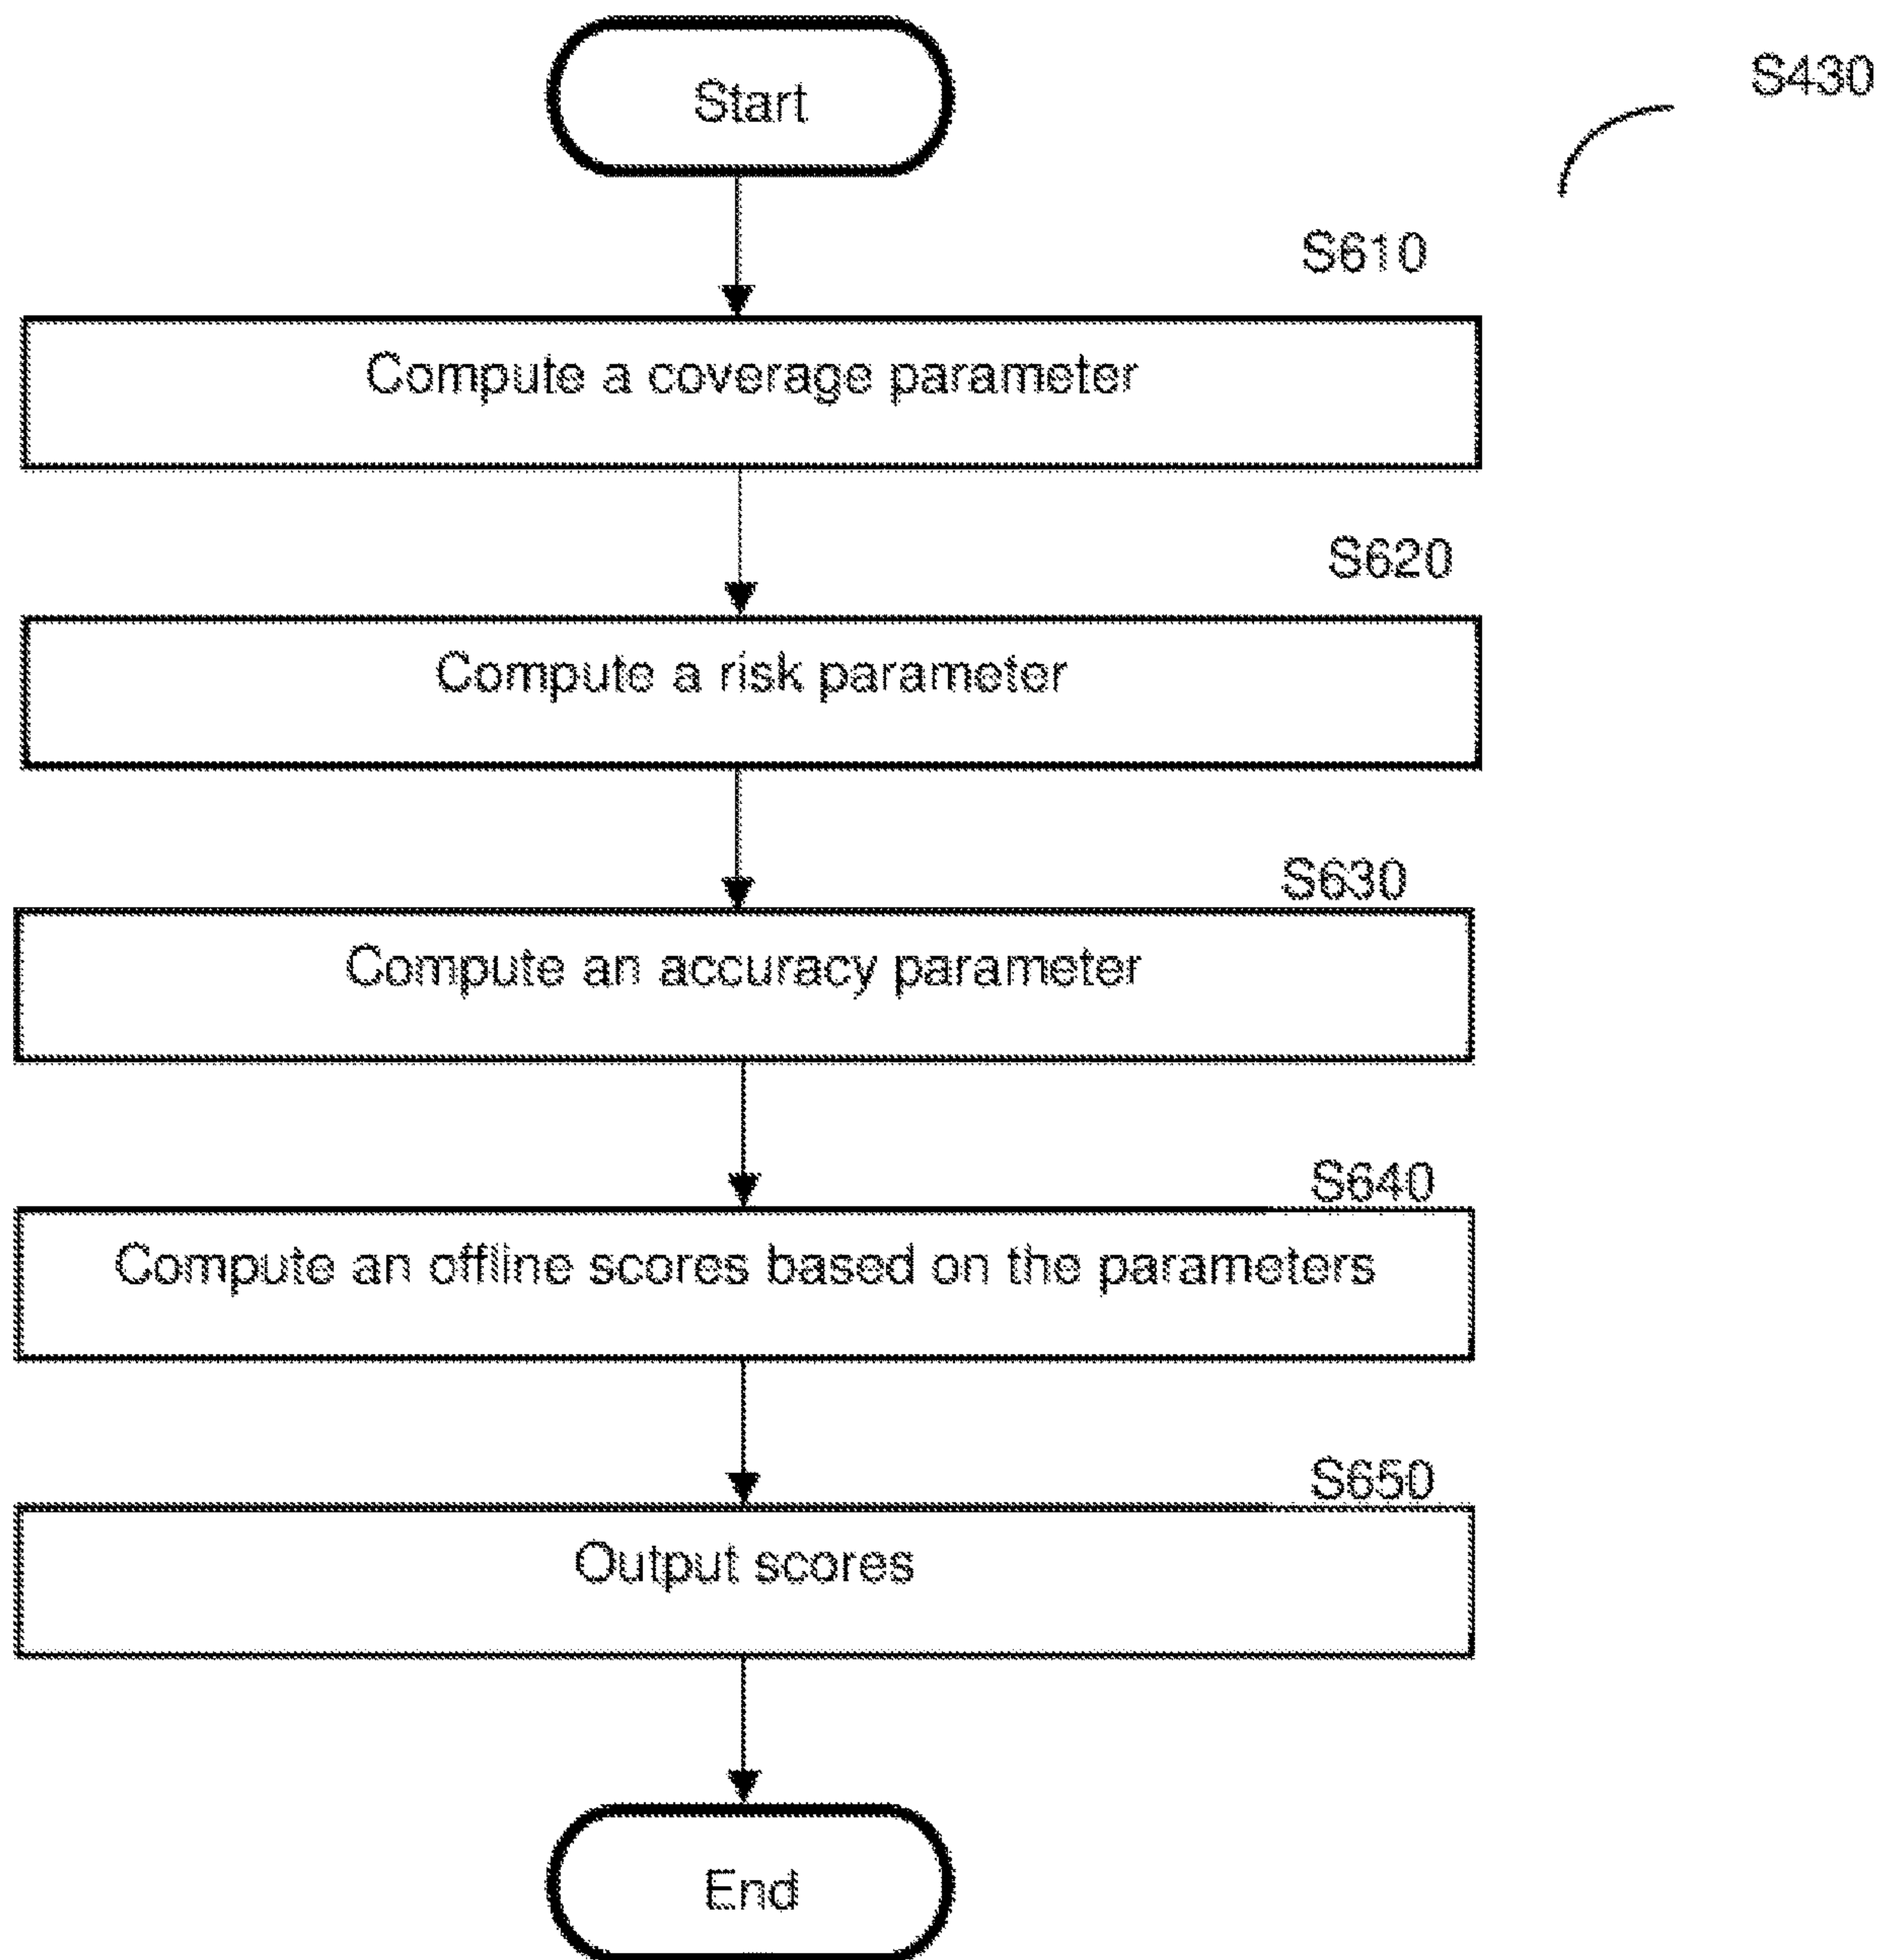 Start
S430
S610
Compute a coverage parameter
S620
Compute a risk parameter
S630
Compute an accuracy parameter
S640
Compute an offline scores based on the parameters
S650
Output scores
End